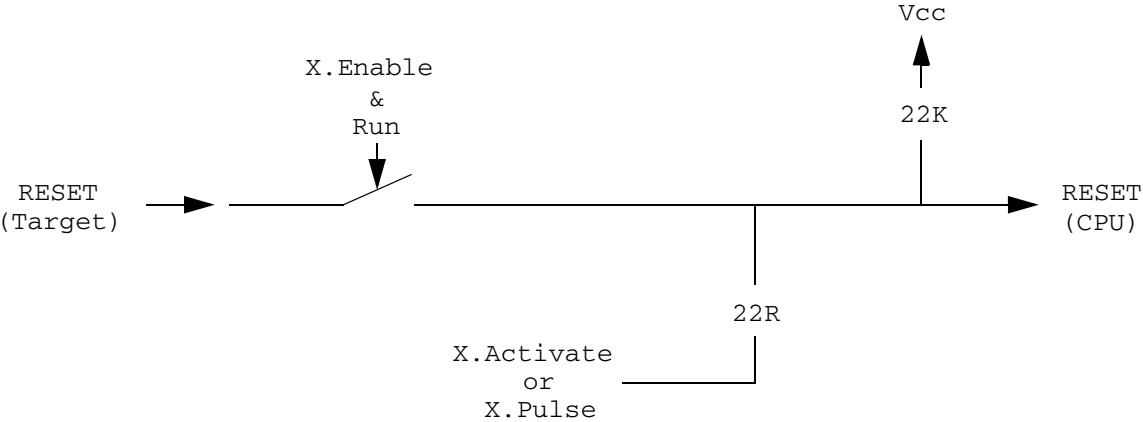 Vcc
X.Enable
&
Run
22K
RESET
(Target)
RESET
(CPU)
22R
X.Activate
or
X.Pulse